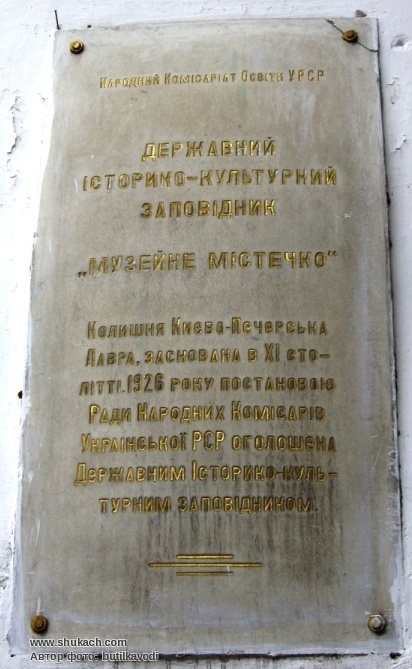 Народний Комісаріат Освіти УРСР
ДЕРЖАВНИЙ
ІСТОРИКО-КУЛЬТУРНИЙ
ЗАПОВІДНИК
„МУЗЕЙНЕ МІСТЕЧКО"
Колишня Києво-Печерська
Лавра, заснована в XI сто-
літті. 1926 року постановою
Ради Народних Комісарів
Української РСР оголошена
Державним Історико-куль-
турним заповідником.
www.shukach.com
Автор фото: butilkavodi